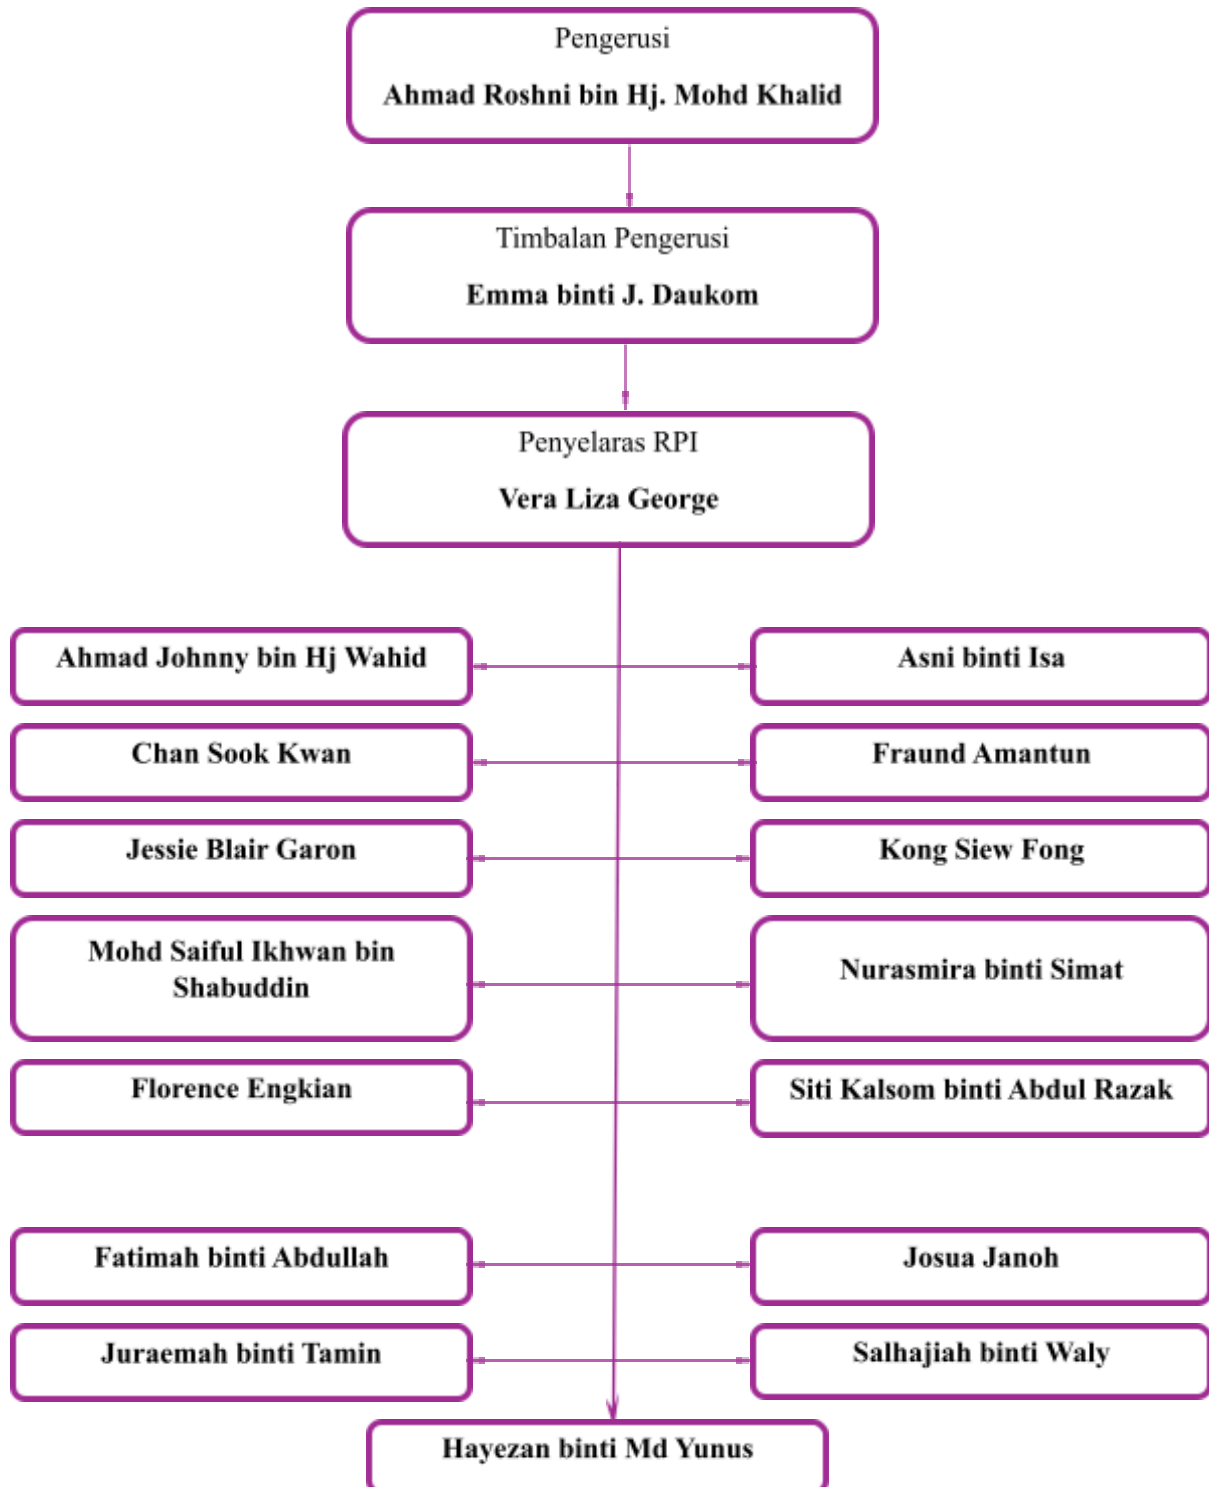 Pengerusi
Ahmad Roshni bin Hj. Mohd Khalid
Timbalan Pengerusi
Emma binti J. Daukom
Penyelaras RPI
Vera Liza George
Ahmad Johnny bin Hj Wahid
Asni binti Isa
Chan Sook Kwan
Fraund Amantun
Jessie Blair Garon
Kong Siew Fong
Mohd Saiful Ikhwan bin
Shabuddin
Nurasmira binti Simat
Florence Engkian
Siti Kalsom binti Abdul Razak
Fatimah binti Abdullah
Josua Janoh
Juraemah binti Tamin
Salhajiah binti Waly
Hayezan binti Md Yunus